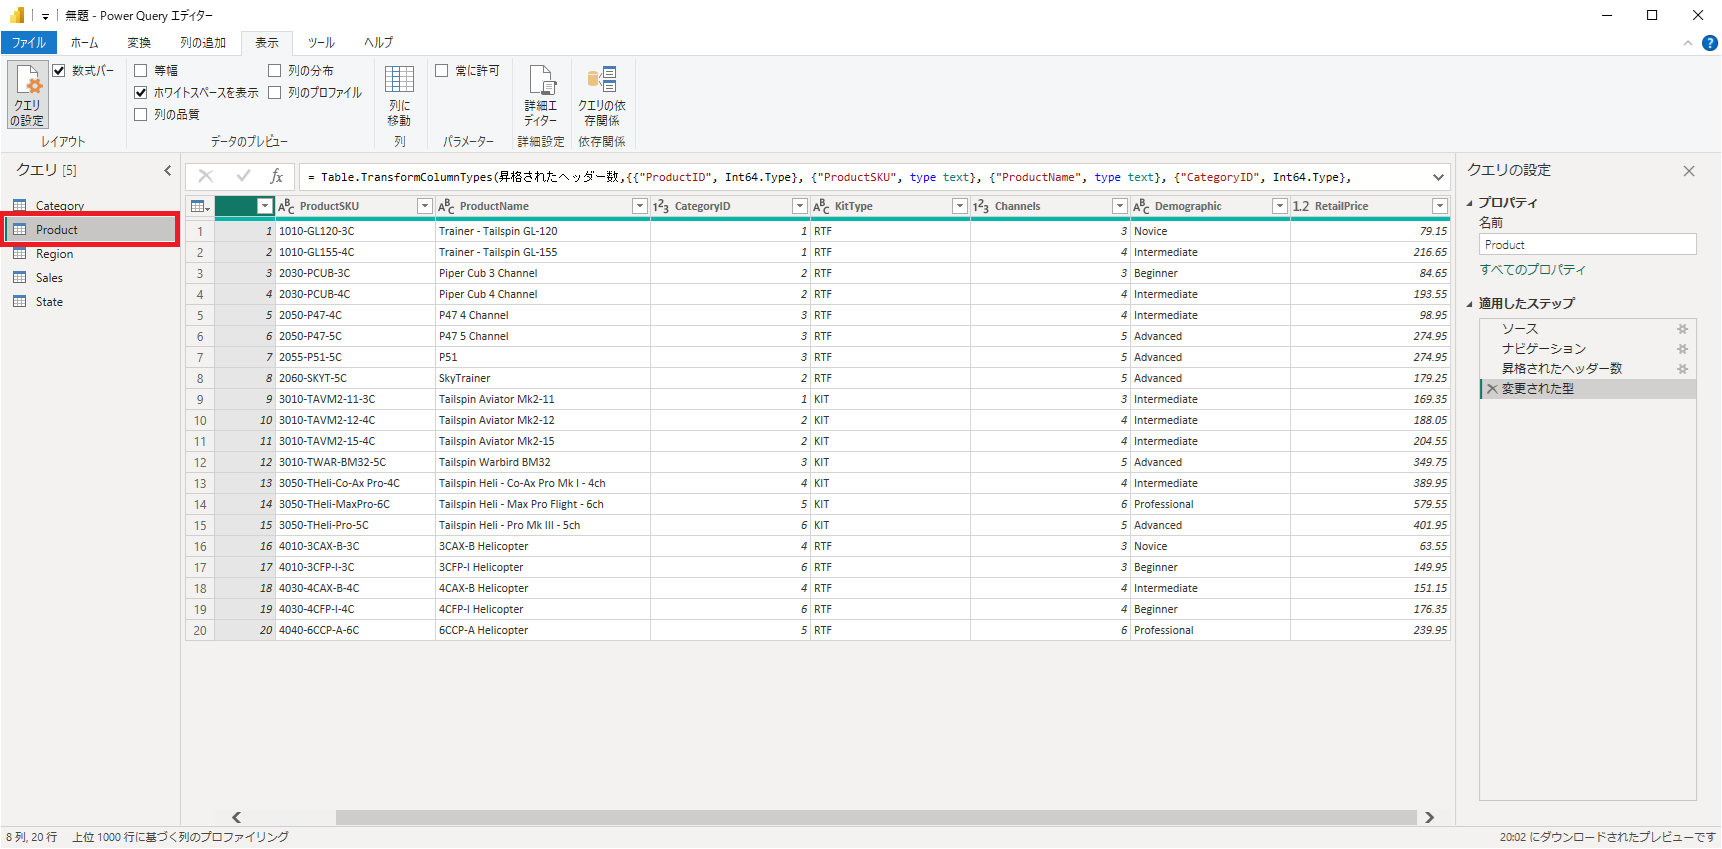 無題 - Power Query エディター
ファイル ホーム 変換 列の追加 表示 ツール ヘルプ
クエリの設定
数式バー
等幅
ホワイトスペースを表示
列の品質
列の分布
列のプロファイル
列に移動
常に許可
詳細エディター
クエリの依存関係
レイアウト データのプレビュー 列 パラメーター 詳細設定 依存関係
クエリ [5]
Category
Product
Region
Sales
State
fx = Table.TransformColumnTypes(昇格されたヘッダー数,{{"ProductID", Int64.Type}, {"ProductSKU", type text}, {"ProductName", type text}, {"CategoryID", Int64.Type},
ABC ProductSKU ABC ProductName 123 CategoryID ABC KitType 123 Channels ABC Demographic 1.2 RetailPrice
1 1 1010-GL120-3C Trainer - Tailspin GL-120 1 RTF 3 Novice 79.15
2 2 1010-GL155-4C Trainer - Tailspin GL-155 1 RTF 4 Intermediate 216.65
3 3 2030-PCUB-3C Piper Cub 3 Channel 2 RTF 3 Beginner 84.65
4 4 2030-PCUB-4C Piper Cub 4 Channel 2 RTF 4 Intermediate 193.55
5 5 2050-P47-4C P47 4 Channel 3 RTF 4 Intermediate 98.95
6 6 2050-P47-5C P47 5 Channel 3 RTF 5 Advanced 274.95
7 7 2055-P51-5C P51 3 RTF 5 Advanced 274.95
8 8 2060-SKYT-5C SkyTrainer 2 RTF 5 Advanced 179.25
9 9 3010-TAVM2-11-3C Tailspin Aviator Mk2-11 1 KIT 3 Intermediate 169.35
10 10 3010-TAVM2-12-4C Tailspin Aviator Mk2-12 2 KIT 4 Intermediate 188.05
11 11 3010-TAVM2-15-4C Tailspin Aviator Mk2-15 2 KIT 4 Intermediate 204.55
12 12 3010-TWAR-BM32-5C Tailspin Warbird BM32 3 KIT 5 Advanced 349.75
13 13 3050-THeli-Co-Ax Pro-4C Tailspin Heli - Co-Ax Pro Mk I - 4ch 4 KIT 4 Intermediate 389.95
14 14 3050-THeli-MaxPro-6C Tailspin Heli - Max Pro Flight - 6ch 5 KIT 6 Professional 579.55
15 15 3050-THeli-Pro-5C Tailspin Heli - Pro Mk III - 5ch 6 KIT 5 Advanced 401.95
16 16 4010-3CAX-B-3C 3CAX-B Helicopter 4 RTF 3 Novice 63.55
17 17 4010-3CFP-I-3C 3CFP-I Helicopter 6 RTF 3 Beginner 149.95
18 18 4030-4CAX-B-4C 4CAX-B Helicopter 4 RTF 4 Intermediate 151.15
19 19 4030-4CFP-I-4C 4CFP-I Helicopter 6 RTF 4 Beginner 176.35
20 20 4040-6CCP-A-6C 6CCP-A Helicopter 5 RTF 6 Professional 239.95
クエリの設定
プロパティ
名前
Product
すべてのプロパティ
適用したステップ
ソース
ナビゲーション
昇格されたヘッダー数
変更された型
8 列, 20 行 上位 1000 行に基づく列のプロファイリング
20:02 にダウンロードされたプレビューです